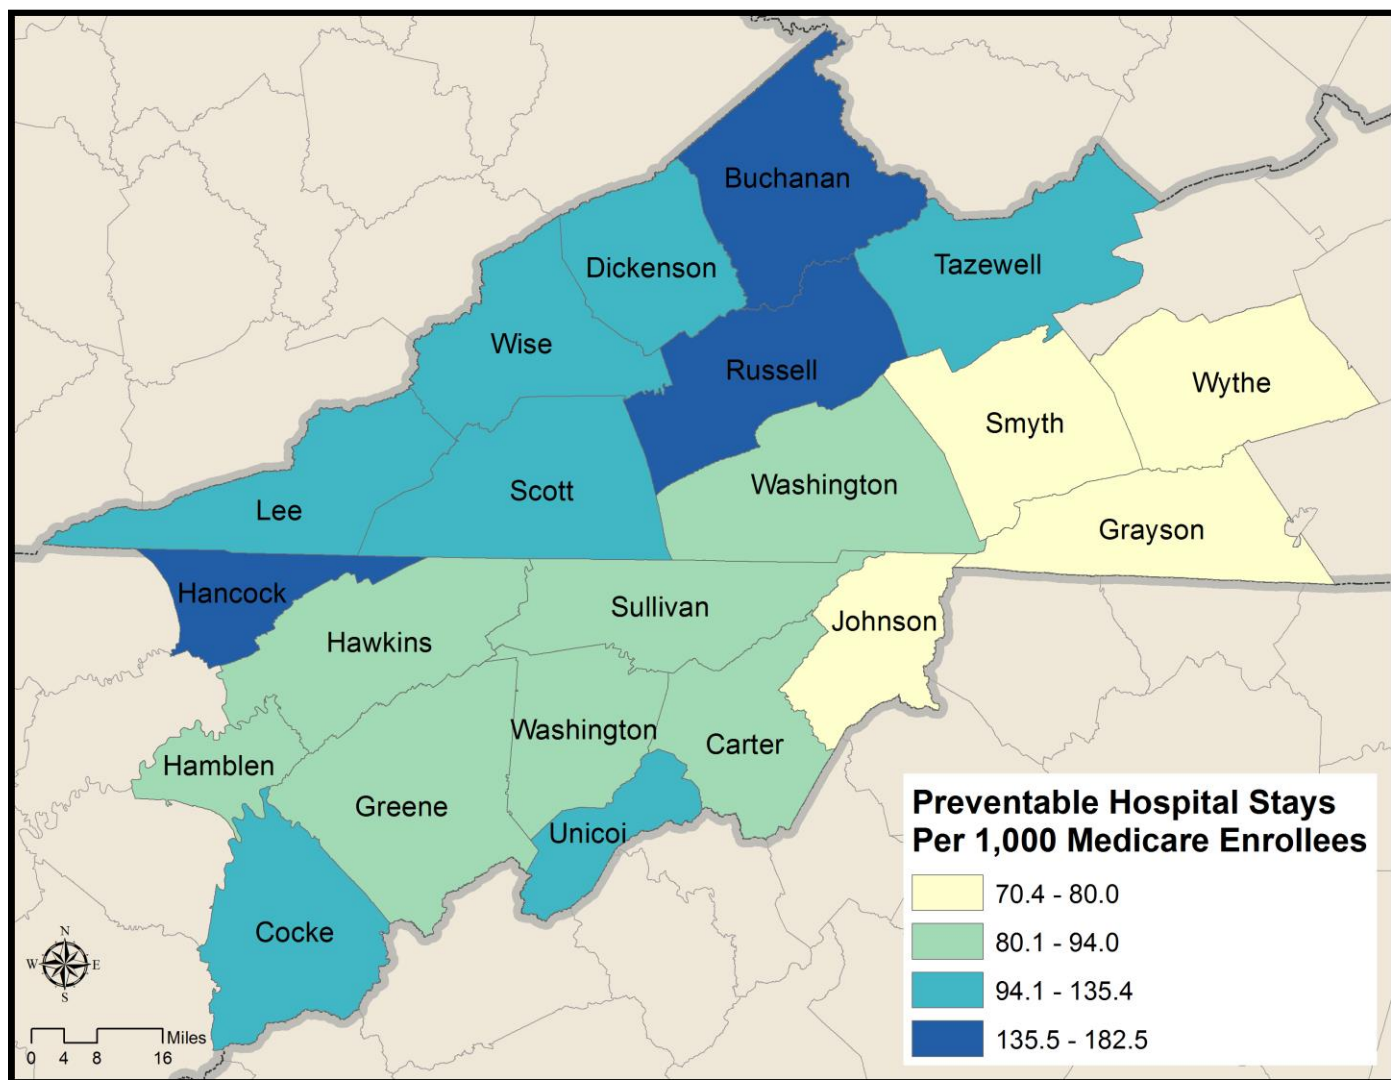 Buchanan
Tazewell
Dickenson
Wise
Russell
Wythe
Smyth
Lee
Scott
Washington
Grayson
Hancock
Hawkins
Sullivan
Johnson
Washington
Carter
Hamblen
Greene
Unicoi
Cocke
Preventable Hospital Stays
Per 1,000 Medicare Enrollees
70.4 - 80.0
80.1 - 94.0
94.1 - 135.4
135.5 - 182.5
N
W E
S
Miles
0 4 8 16